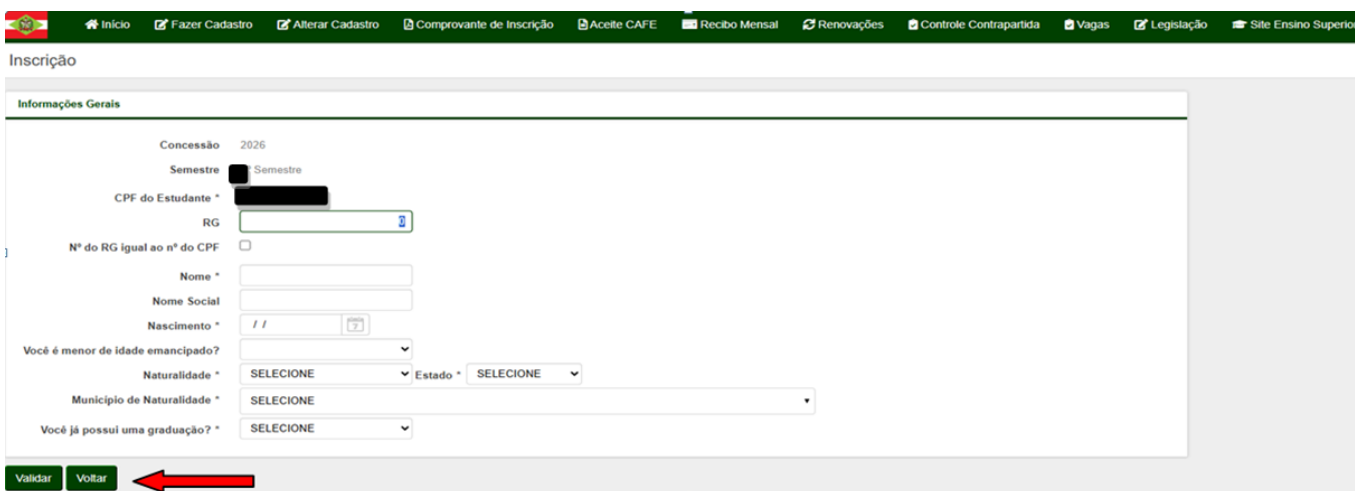 Início Fazer Cadastro Alterar Cadastro Comprovante de Inscrição Aceite CAFE Recibo Mensal Renovações Controle Contrapartida Vagas Legislação Site Ensino Superior
Inscrição
Informações Gerais
Concessão 2026
Semestre Semestre
CPF do Estudante *
RG 0
Nº do RG igual ao nº do CPF
Nome *
Nome Social
Nascimento * / /
Você é menor de idade emancipado?
Naturalidade * SELECIONE Estado * SELECIONE
Município de Naturalidade * SELECIONE
Você já possui uma graduação? * SELECIONE
Validar Voltar